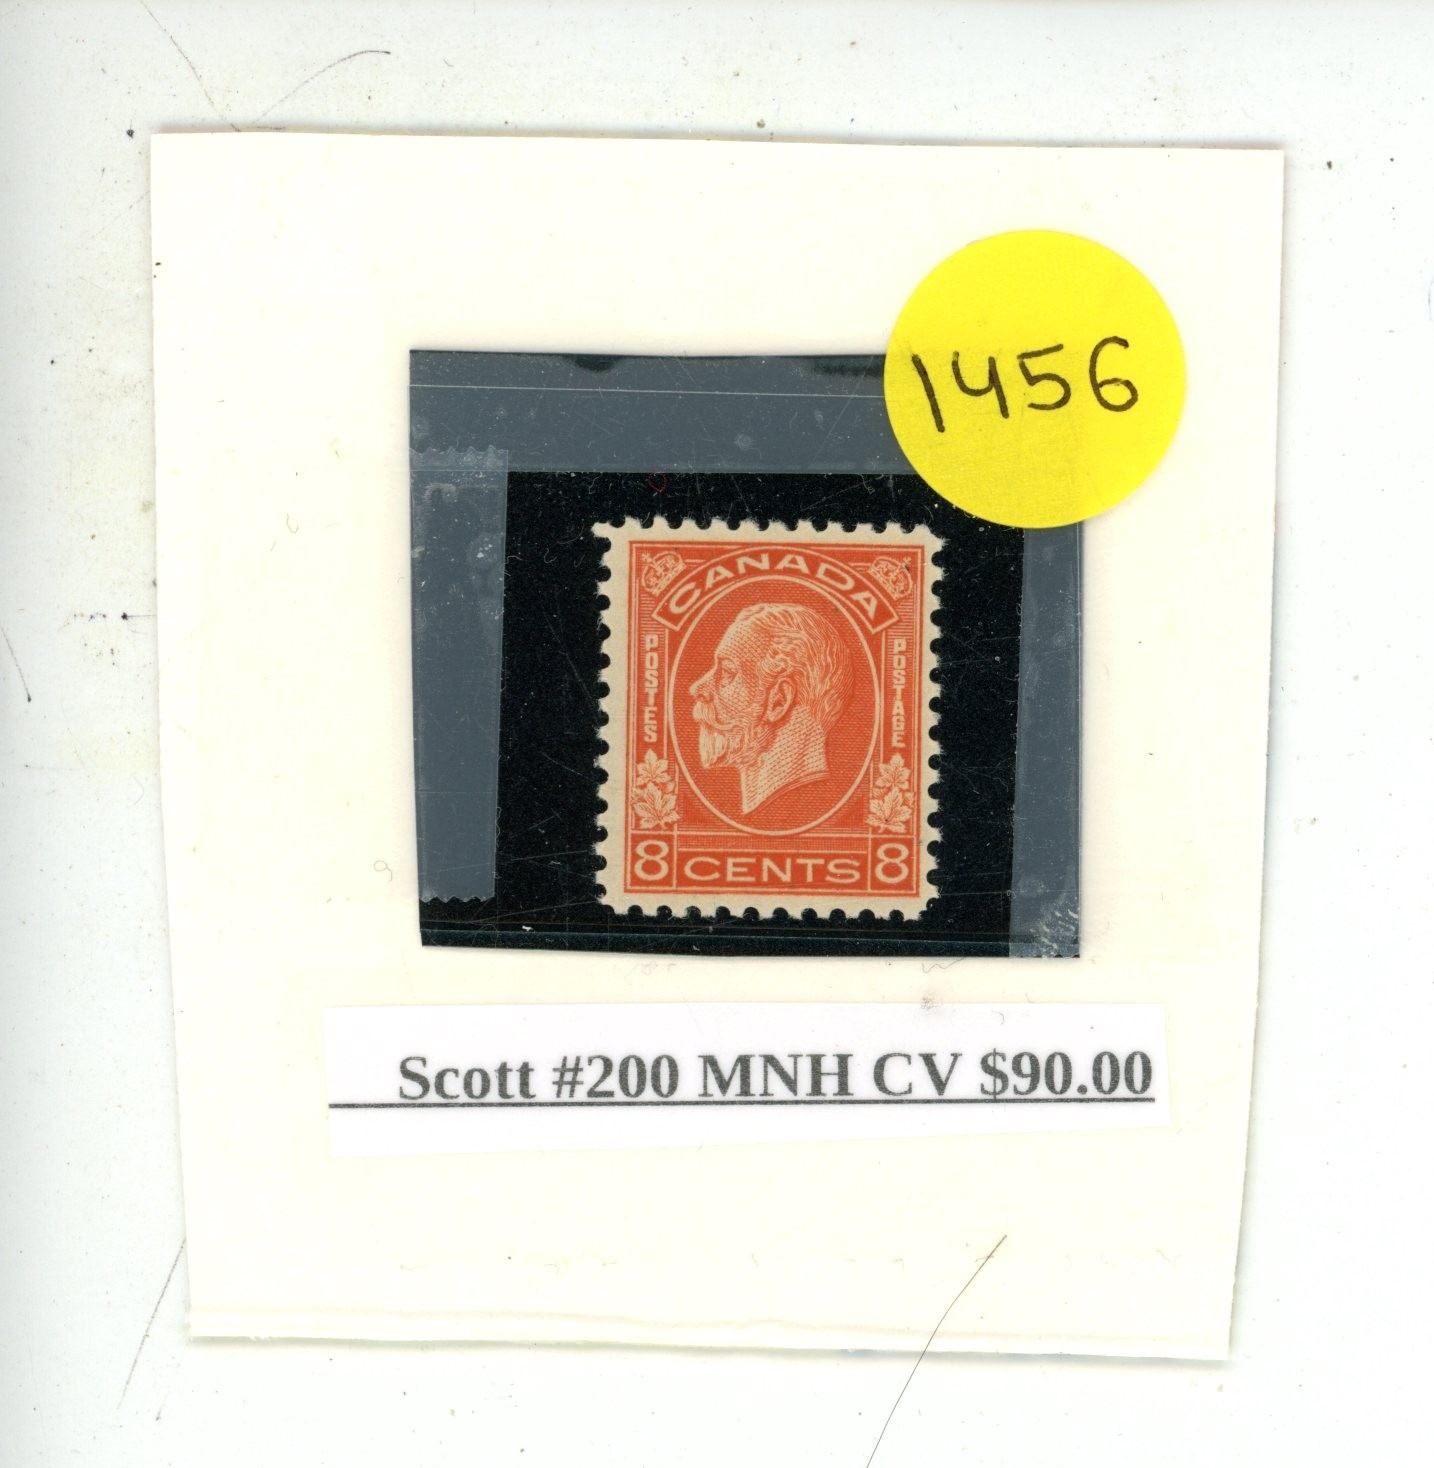 1456
CANADA
POSTES
POSTAGE
8 CENTS 8
Scott #200 MNH CV $90.00